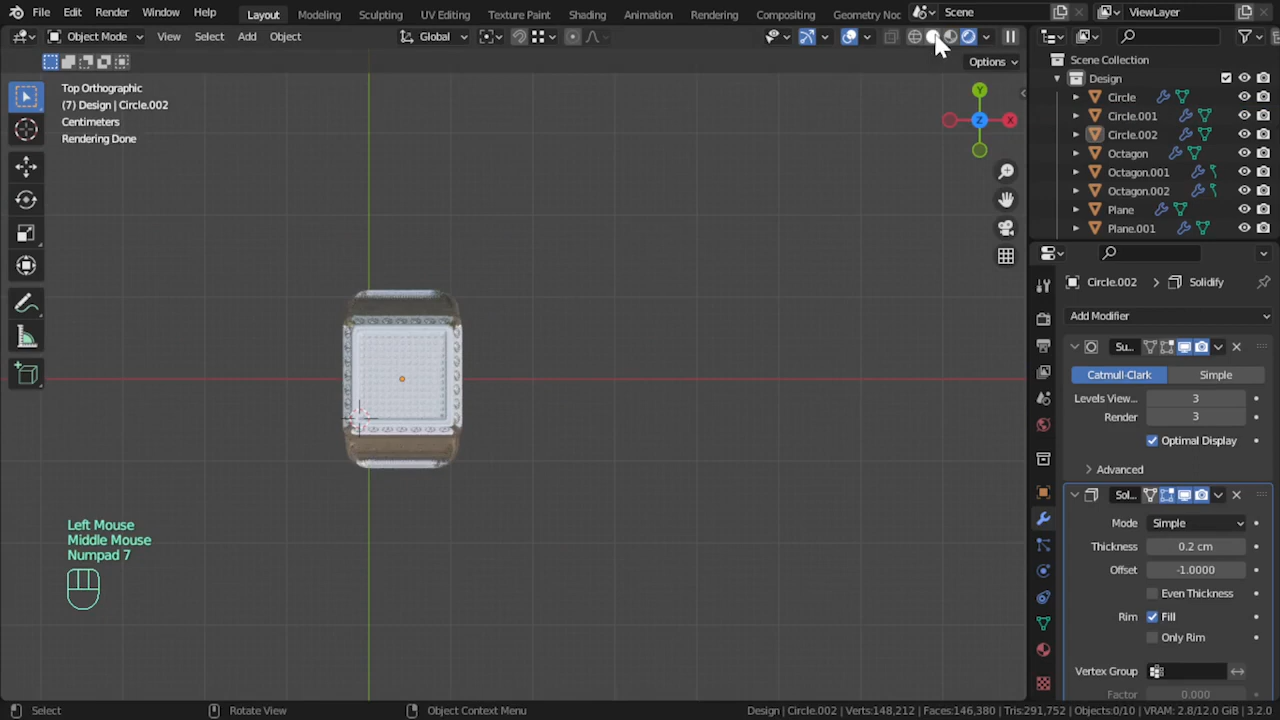 File Edit Render Window Help Layout Modeling Sculpting UV Editing Texture Paint Shading Animation Rendering Compositing Geometry Noc Scene ViewLayer
Object Mode View Select Add Object Global
Options
Top Orthographic
(7) Design | Circle.002
Centimeters
Rendering Done
Y
X
Z
Scene Collection
Design
Circle
Circle.001
Circle.002
Octagon
Octagon.001
Octagon.002
Plane
Plane.001
Circle.002 Solidify
Add Modifier
Su...
Catmull-Clark Simple
Levels View... 3
Render 3
Optimal Display
Advanced
Sol...
Mode Simple
Thickness 0.2 cm
Offset -1.0000
Even Thickness
Rim Fill
Only Rim
Vertex Group
Factor 0.000
Left Mouse
Middle Mouse
Numpad 7
Select Rotate View Object Context Menu Design | Circle.002 | Verts:148,212 | Faces:146,380 | Tris:291,752 | Objects:0/10 | VRAM: 2.8/12.0 GiB | 3.2.0